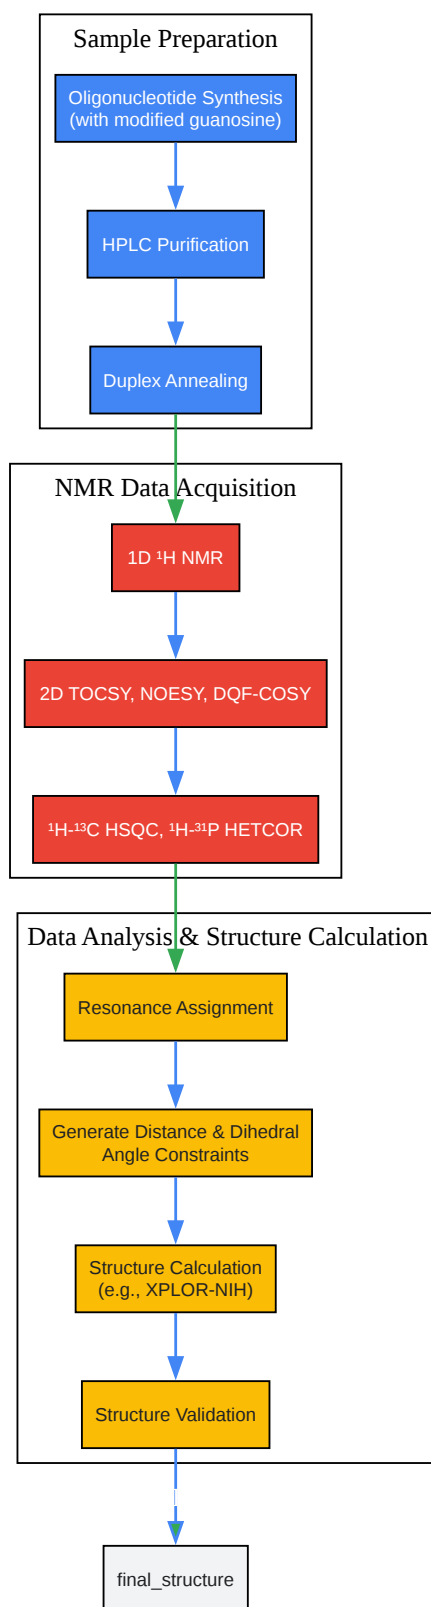 Sample Preparation
Oligonucleotide Synthesis
(with modified guanosine)
HPLC Purification
Duplex Annealing
NMR Data Acquisition
1D ¹H NMR
2D TOCSY, NOESY, DQF-COSY
¹H-¹³C HSQC, ¹H-³¹P HETCOR
Data Analysis & Structure Calculation
Resonance Assignment
Generate Distance & Dihedral
Angle Constraints
Structure Calculation
(e.g., XPLOR-NIH)
Structure Validation
final_structure